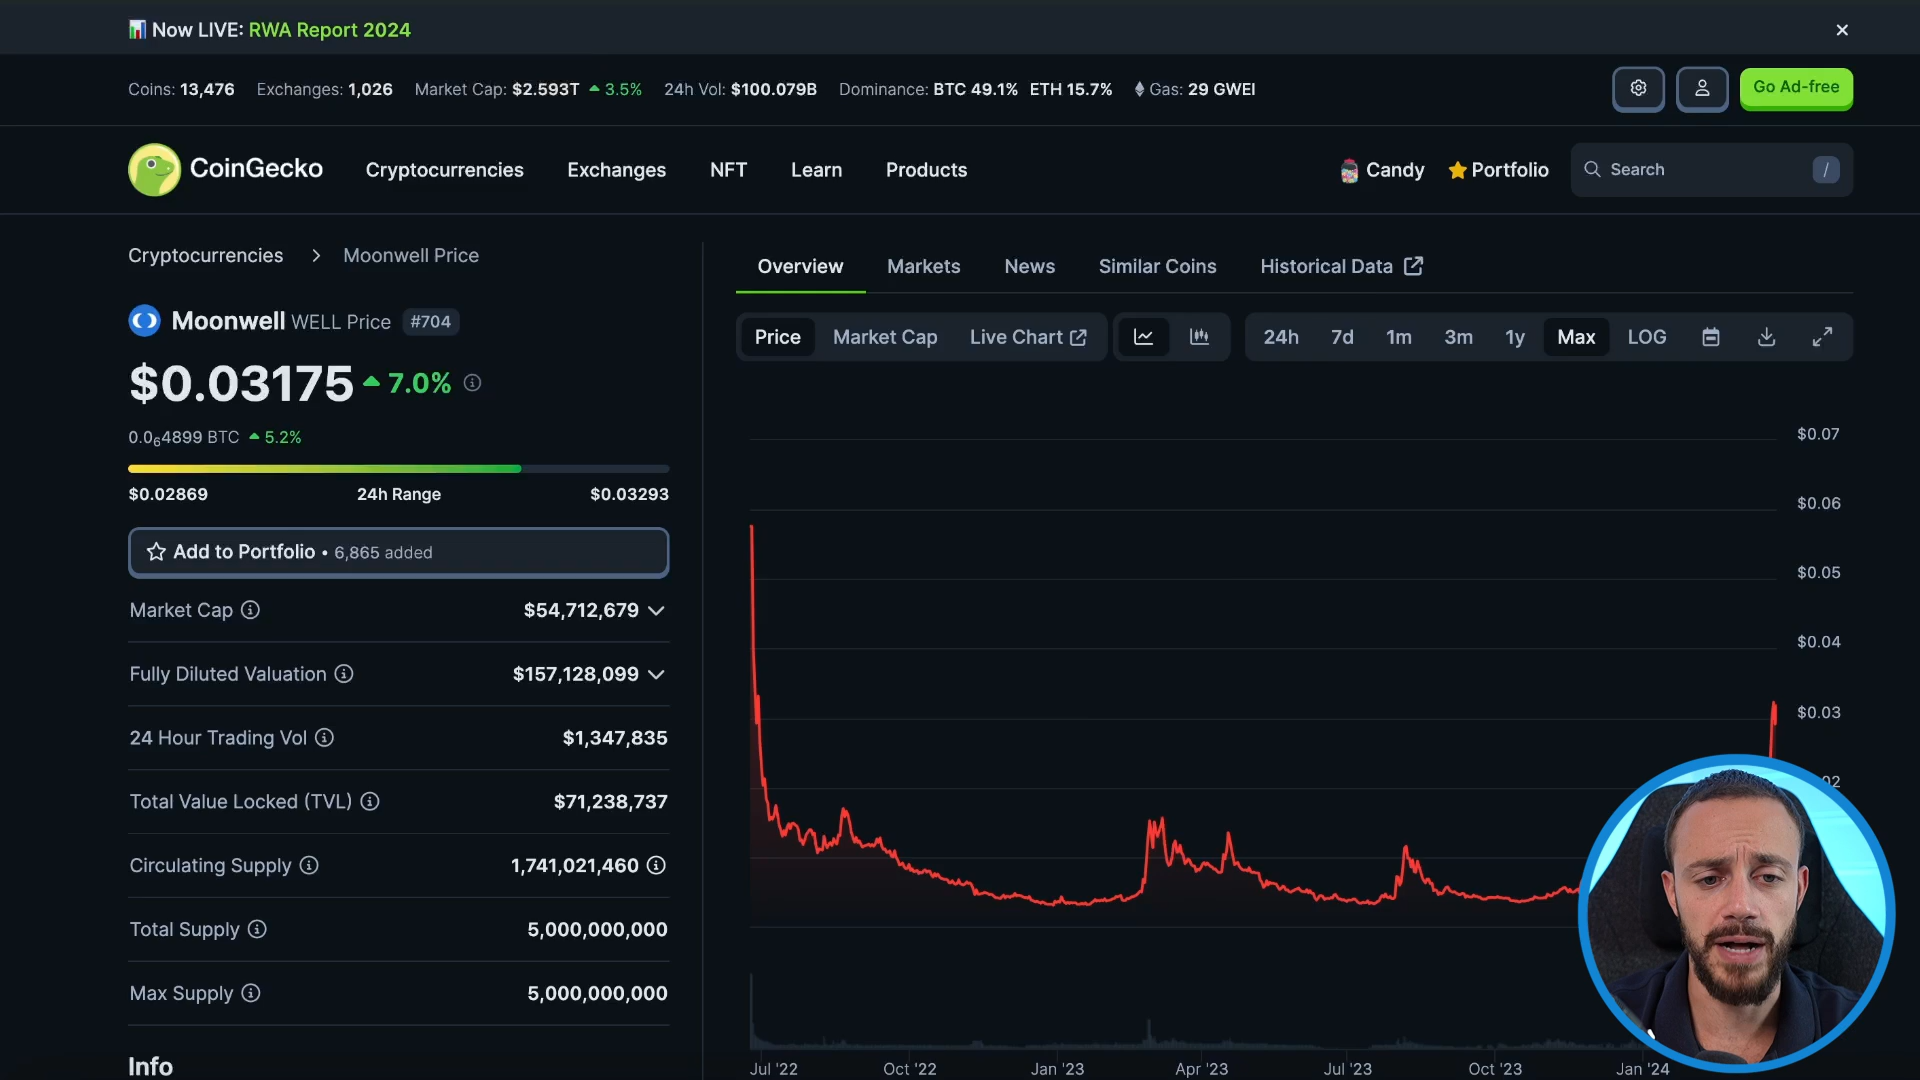 Now LIVE: RWA Report 2024
Coins: 13,476 Exchanges: 1,026 Market Cap: $2.593T 3.5% 24h Vol: $100.079B Dominance: BTC 49.1% ETH 15.7% Gas: 29 GWEI
Go Ad-free
CoinGecko Cryptocurrencies Exchanges NFT Learn Products Candy Portfolio Search /
Cryptocurrencies > Moonwell Price
Moonwell WELL Price #704
$0.03175 7.0%
0.0₆4899 BTC 5.2%
$0.02869 24h Range $0.03293
Add to Portfolio • 6,865 added
Market Cap $54,712,679
Fully Diluted Valuation $157,128,099
24 Hour Trading Vol $1,347,835
Total Value Locked (TVL) $71,238,737
Circulating Supply 1,741,021,460
Total Supply 5,000,000,000
Max Supply 5,000,000,000
Info
Overview Markets News Similar Coins Historical Data
Price Market Cap Live Chart 24h 7d 1m 3m 1y Max LOG
$0.07
$0.06
$0.05
$0.04
$0.03
02
Jul '22 Oct '22 Jan '23 Apr '23 Jul '23 Oct '23 Jan '24